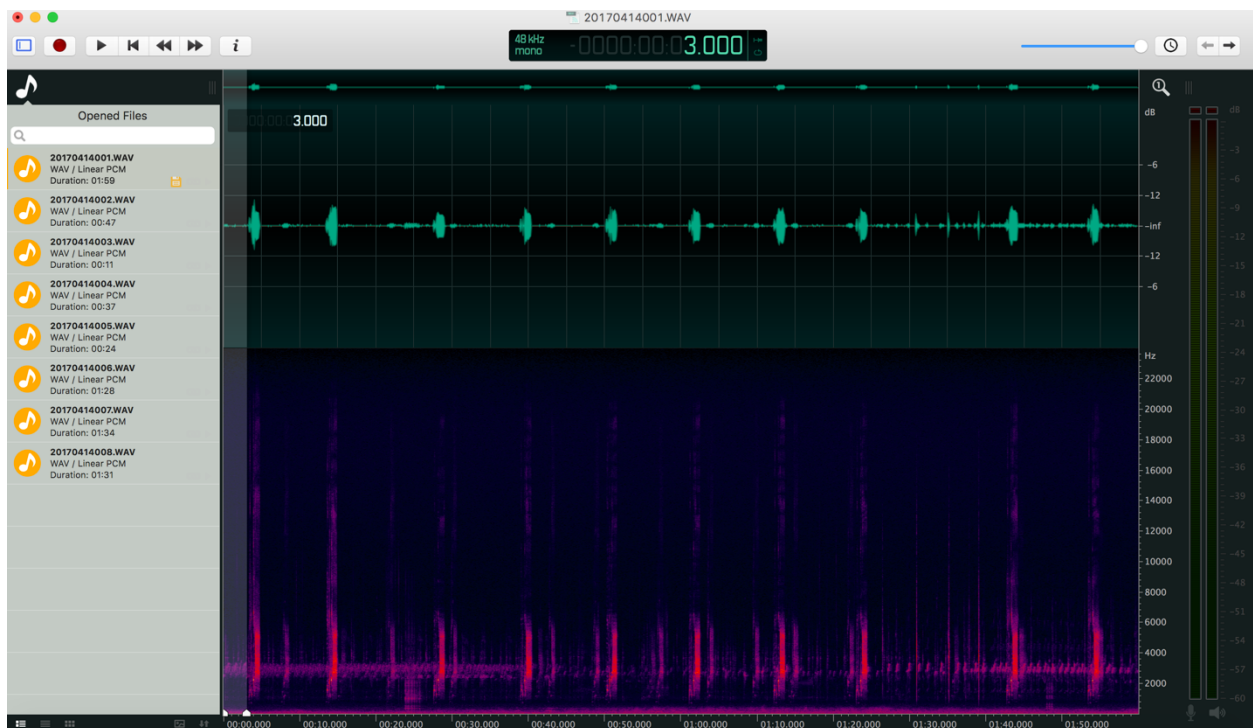 20170414001.WAV
i
48 kHz
mono
-0000:00:03.000
dB
dB
Opened Files
3.000
20170414001.WAV
WAV / Linear PCM
Duration: 01:59
20170414002.WAV
WAV / Linear PCM
Duration: 00:47
20170414003.WAV
WAV / Linear PCM
Duration: 00:11
20170414004.WAV
WAV / Linear PCM
Duration: 00:37
20170414005.WAV
WAV / Linear PCM
Duration: 00:24
20170414006.WAV
WAV / Linear PCM
Duration: 01:28
20170414007.WAV
WAV / Linear PCM
Duration: 01:34
20170414008.WAV
WAV / Linear PCM
Duration: 01:31
-6
-12
-inf
-12
-6
Hz
22000
20000
18000
16000
14000
12000
10000
8000
6000
4000
2000
-3
-6
-9
-12
-15
-18
-21
-24
-27
-30
-33
-36
-39
-42
-45
-48
-51
-54
-57
-60
00:00.000 00:10.000 00:20.000 00:30.000 00:40.000 00:50.000 01:00.000 01:10.000 01:20.000 01:30.000 01:40.000 01:50.000